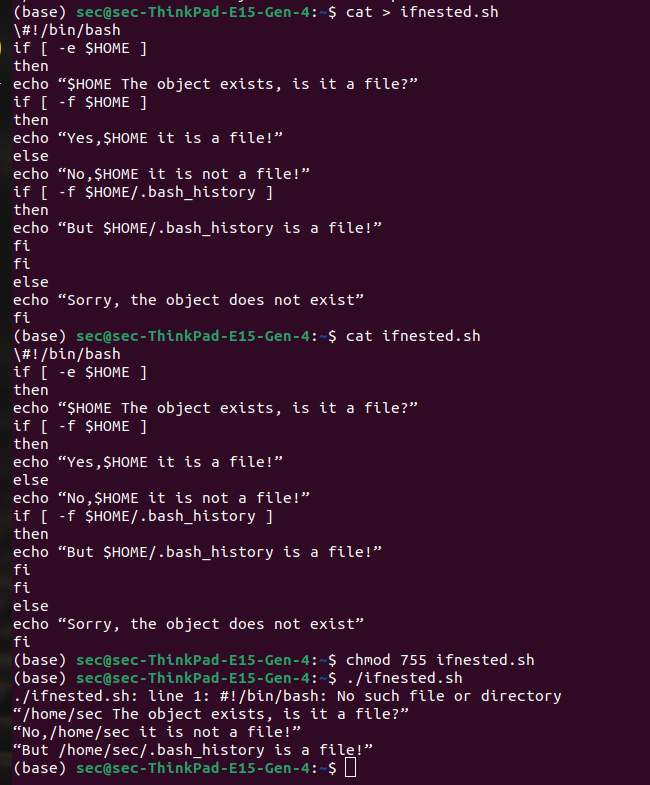 (base) sec@sec-ThinkPad-E15-Gen-4:~$ cat > ifnested.sh
\#!/bin/bash
if [ -e $HOME ]
then
echo “$HOME The object exists, is it a file?”
if [ -f $HOME ]
then
echo “Yes,$HOME it is a file!”
else
echo “No,$HOME it is not a file!”
if [ -f $HOME/.bash_history ]
then
echo “But $HOME/.bash_history is a file!”
fi
fi
else
echo “Sorry, the object does not exist”
fi
(base) sec@sec-ThinkPad-E15-Gen-4:~$ cat ifnested.sh
\#!/bin/bash
if [ -e $HOME ]
then
echo “$HOME The object exists, is it a file?”
if [ -f $HOME ]
then
echo “Yes,$HOME it is a file!”
else
echo “No,$HOME it is not a file!”
if [ -f $HOME/.bash_history ]
then
echo “But $HOME/.bash_history is a file!”
fi
fi
else
echo “Sorry, the object does not exist”
fi
(base) sec@sec-ThinkPad-E15-Gen-4:~$ chmod 755 ifnested.sh
(base) sec@sec-ThinkPad-E15-Gen-4:~$ ./ifnested.sh
./ifnested.sh: line 1: #!/bin/bash: No such file or directory
“/home/sec The object exists, is it a file?”
“No,/home/sec it is not a file!”
“But /home/sec/.bash_history is a file!”
(base) sec@sec-ThinkPad-E15-Gen-4:~$